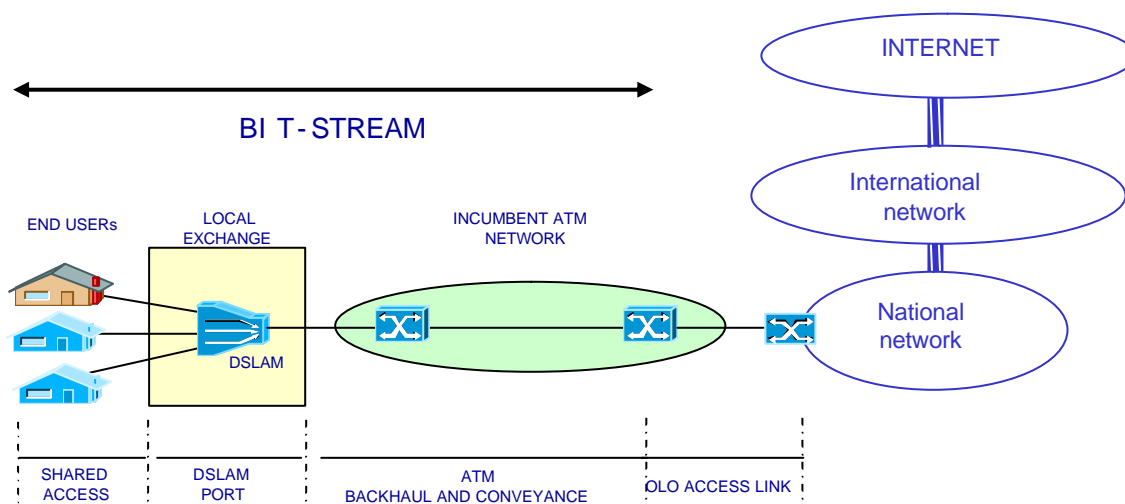 INTERNET
BI T-STREAM
International
network
END USERs
LOCAL
EXCHANGE
INCUMBENT ATM
NETWORK
National
network
DSLAM
SHARED
ACCESS
DSLAM
PORT
ATM
BACKHAUL AND CONVEYANCE
OLO ACCESS LINK